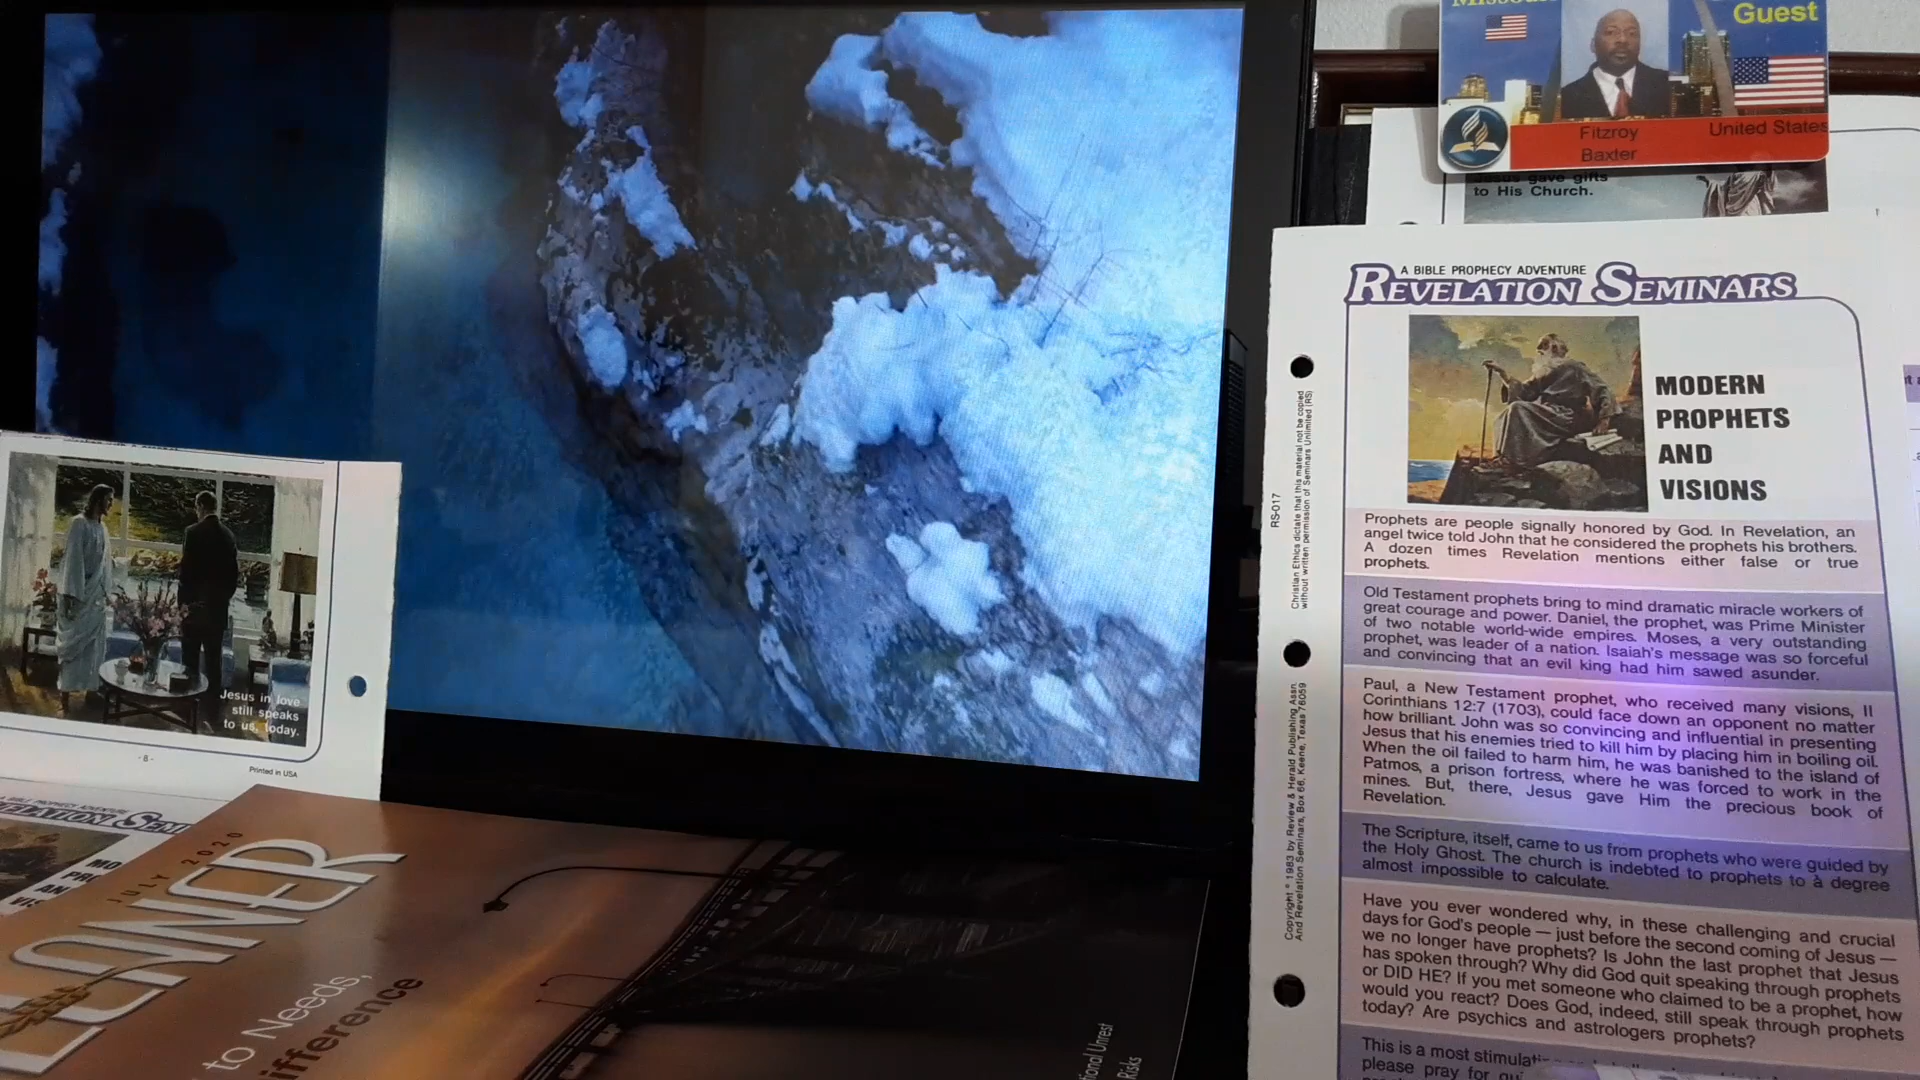 Guest
Fitzroy
Baxter
United States
Jesus gave gifts
to His Church.
A BIBLE PROPHECY ADVENTURE
REVELATION SEMINARS
MODERN
PROPHETS
AND
VISIONS
Prophets are people signally honored by God. In Revelation, an
angel twice told John that he considered the prophets his brothers.
A dozen times Revelation mentions either false or true
prophets.
Old Testament prophets bring to mind dramatic miracle workers of
great courage and power. Daniel, the prophet, was Prime Minister
of two notable world-wide empires. Moses, a very outstanding
prophet, was leader of a nation. Isaiah's message was so forceful
and convincing that an evil king had him sawed asunder.
Paul, a New Testament prophet, who received many visions, II
Corinthians 12:7 (1703), could face down an opponent no matter
how brilliant. John was so convincing and influential in presenting
Jesus that his enemies tried to kill him by placing him in boiling oil.
When the oil failed to harm him, he was banished to the island of
Patmos, a prison fortress, where he was forced to work in the
mines. But, there, Jesus gave Him the precious book of
Revelation.
The Scripture, itself, came to us from prophets who were guided by
the Holy Ghost. The church is indebted to prophets to a degree
almost impossible to calculate.
Have you ever wondered why, in these challenging and crucial
days for God's people — just before the second coming of Jesus —
we no longer have prophets? Is John the last prophet that Jesus
has spoken through? Why did God quit speaking through prophets
or DID HE? If you met someone who claimed to be a prophet, how
would you react? Does God, indeed, still speak through prophets
today? Are psychics and astrologers prophets?
This is a most
please pray for
RS-017
Christian Ethics dictate that this material not be copied
without written permission of Seminars Unlimited (RS)
Copyright © 1983 by Review & Herald Publishing Assn.
And Revelation Seminars, Box 66, Keene, Texas 76059
Jesus in love
still speaks
to us, today.
- 8 -
Printed in USA
A BIBLE PROPHECY ADVENTURE
JULY 2020
to Needs,
ifference
tional Unrest
Risks